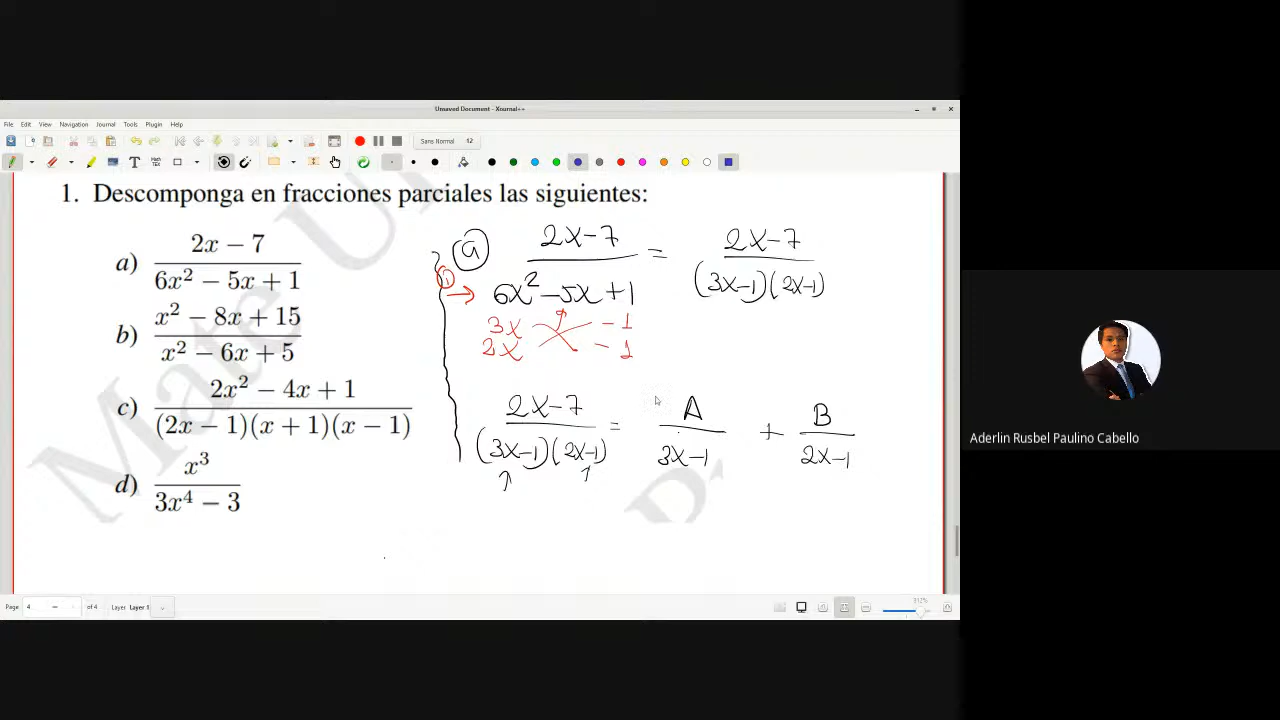 Unsaved Document - Xournal++
File Edit View Navigation Journal Tools Plugin Help
Sans Normal 12
1. Descomponga en fracciones parciales las siguientes:
a) (2x − 7)/(6x² − 5x + 1)
b) (x² − 8x + 15)/(x² − 6x + 5)
c) (2x² − 4x + 1)/((2x − 1)(x + 1)(x − 1))
d) x³/(3x⁴ − 3)
a (2x-7)/(6x²-5x+1) = (2x-7)/((3x-1)(2x-1))
3x -1
2x -1
(2x-7)/((3x-1)(2x-1)) = A/(3x-1) + B/(2x-1)
Aderlin Rusbel Paulino Cabello
Page 4 of 4 Layer Layer 1 312%